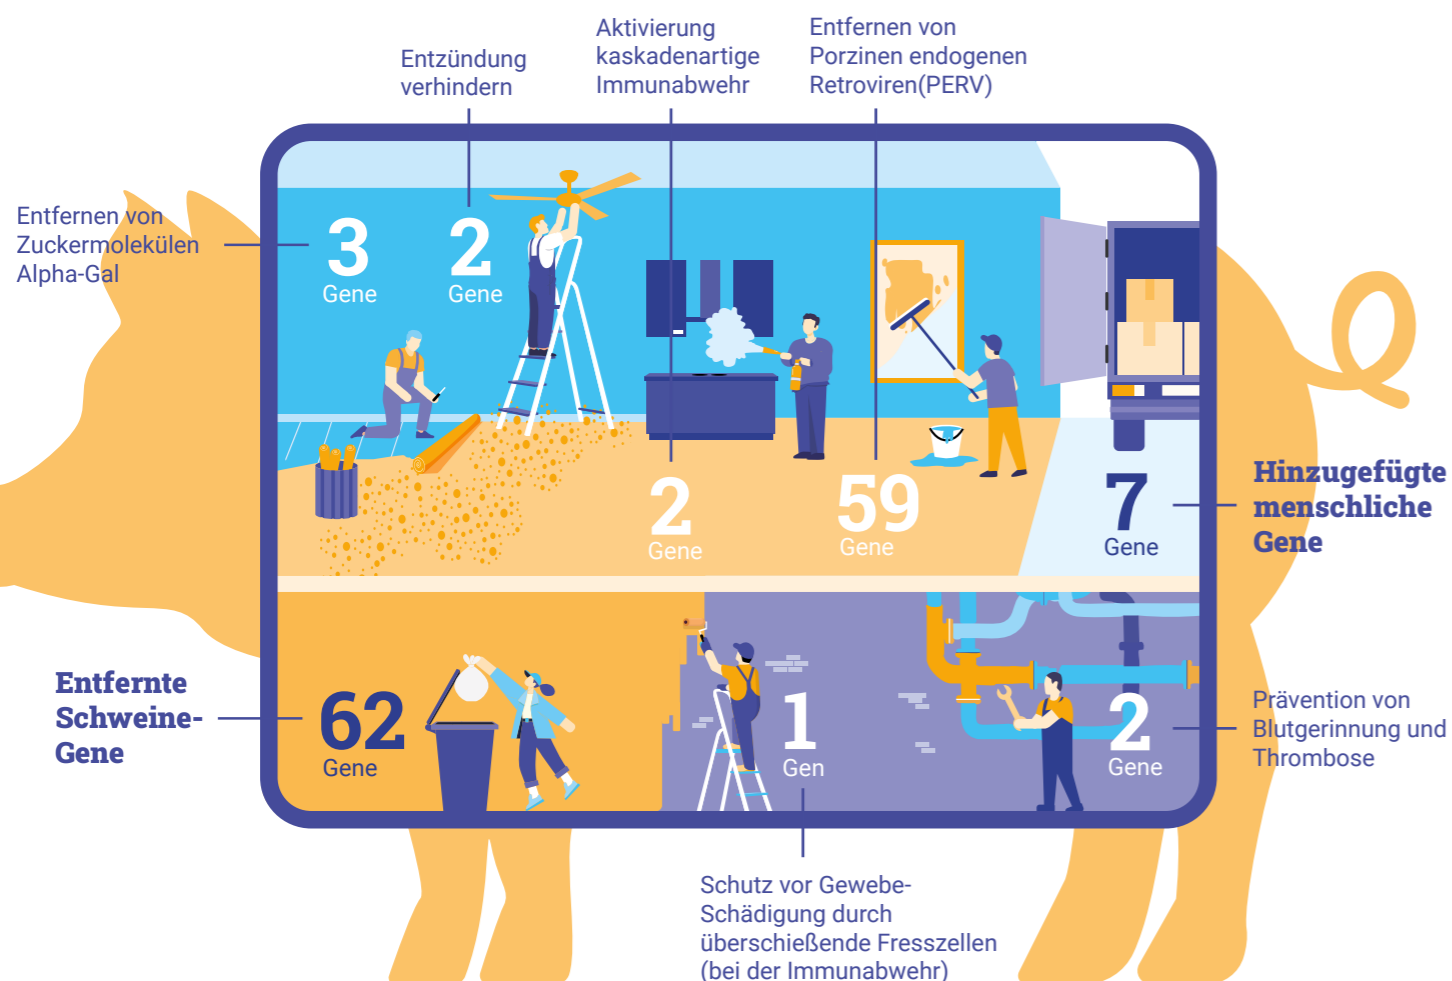 Entzündung
verhindern
Aktivierung
kaskadenartige
Immunabwehr
Entfernen von
Porzinen endogenen
Retroviren(PERV)
Entfernen von
Zuckermolekülen
Alpha-Gal
3
Gene
2
Gene
2
Gene
59
Gene
7
Gene
Hinzugefügte
menschliche
Gene
Entfernte
Schweine-
Gene
62
Gene
1
Gen
2
Gene
Prävention von
Blutgerinnung und
Thrombose
Schutz vor Gewebe-
Schädigung durch
überschießende Fresszellen
(bei der Immunabwehr)